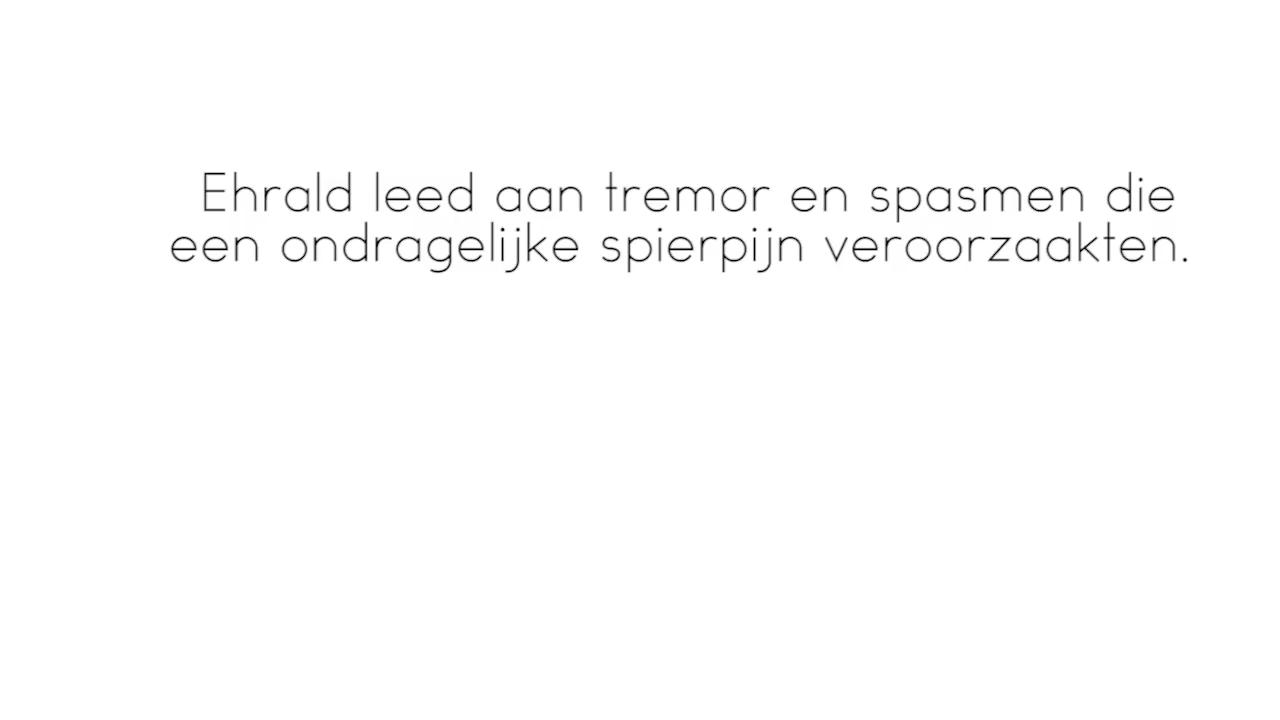 Ehrald leed aan tremor en spasmen die
een ondragelijke spierpijn veroorzaakten.